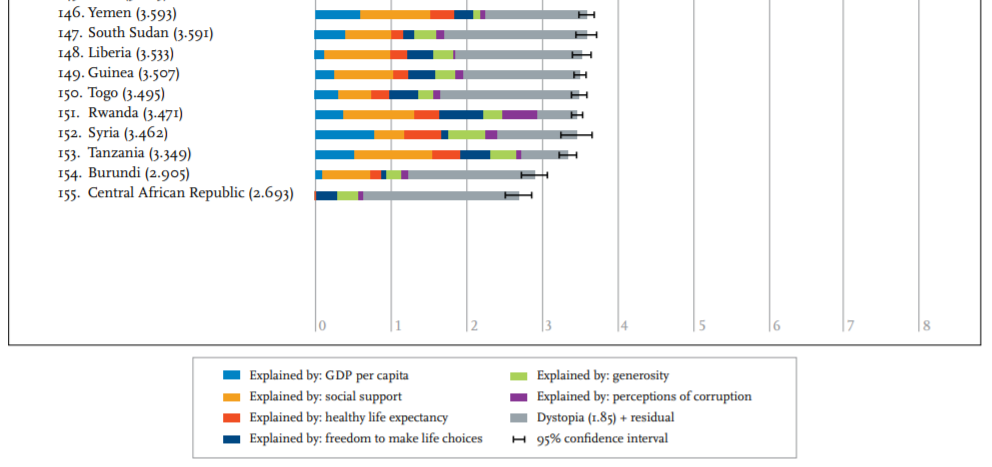 146. Yemen (3.593)
147. South Sudan (3.591)
148. Liberia (3.533)
149. Guinea (3.507)
150. Togo (3.495)
151. Rwanda (3.471)
152. Syria (3.462)
153. Tanzania (3.349)
154. Burundi (2.905)
155. Central African Republic (2.693)
0 1 2 3 4 5 6 7 8
Explained by: GDP per capita
Explained by: social support
Explained by: healthy life expectancy
Explained by: freedom to make life choices
Explained by: generosity
Explained by: perceptions of corruption
Dystopia (1.85) + residual
95% confidence interval